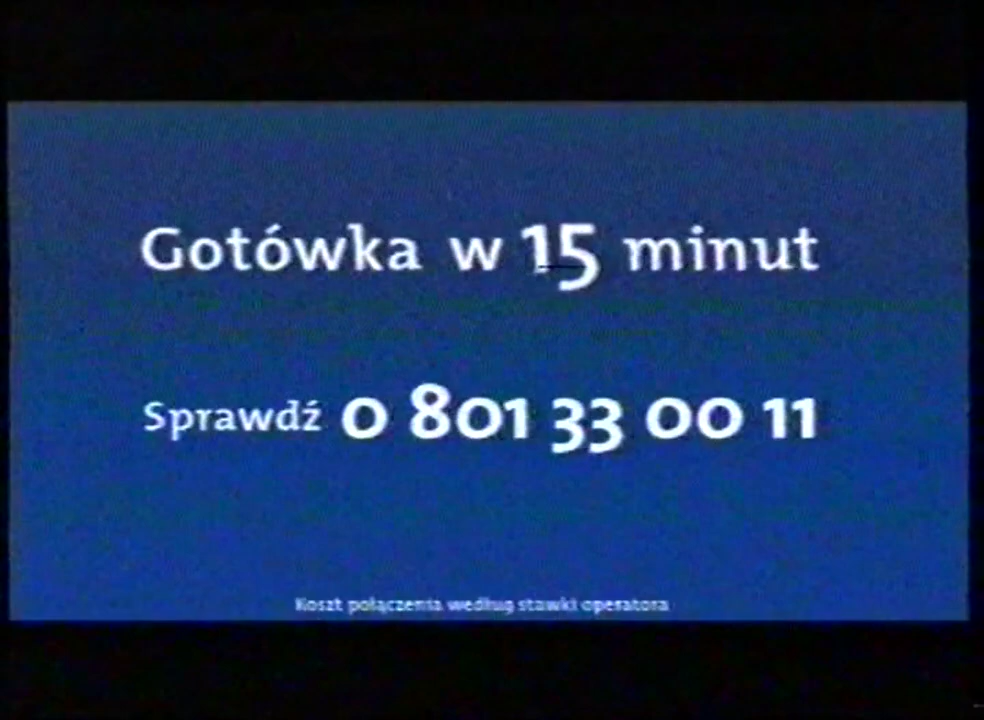 Gotówka w 15 minut
Sprawdź 0 801 33 00 11
Koszt połączenia według stawki operatora